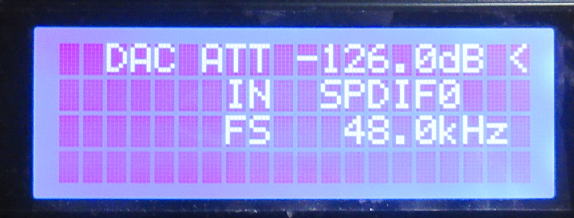 DAC ATT -126.0dB <
IN SPDIF0
FS 48.0kHz